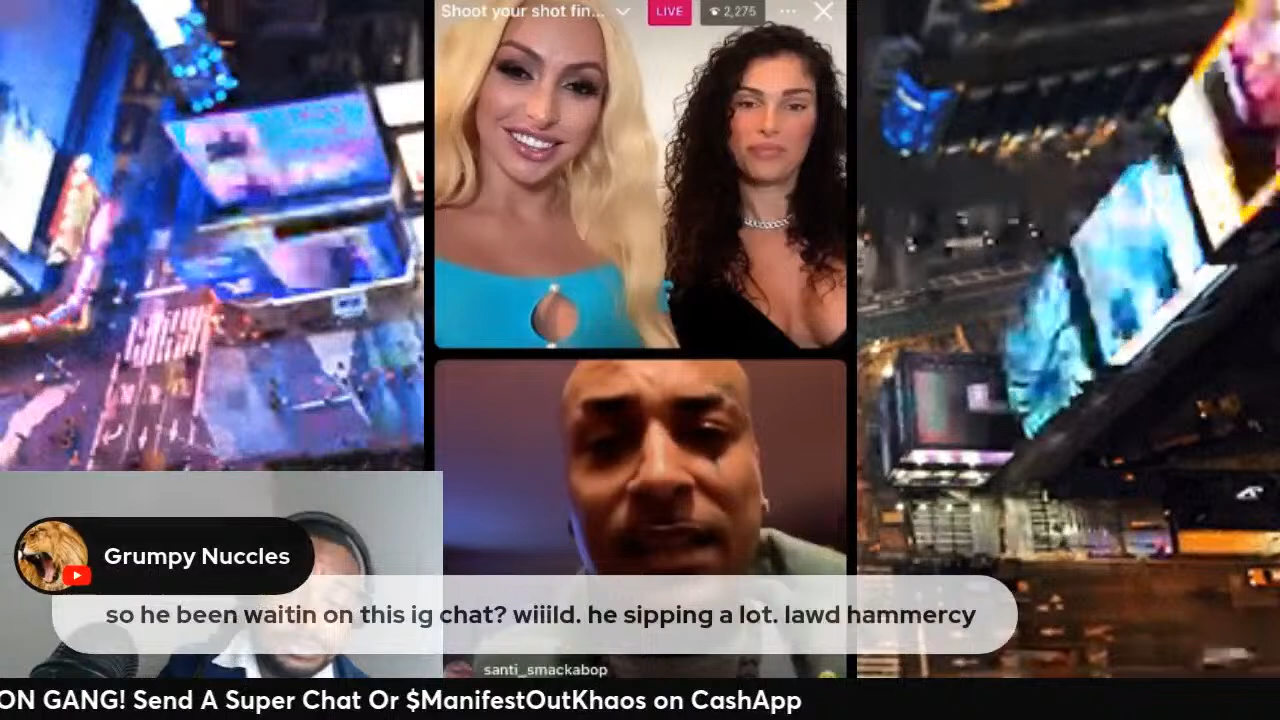 Shoot your shot fin...
LIVE
2,275
Grumpy Nuccles
so he been waitin on this ig chat? wiiild. he sipping a lot. lawd hammercy
santi_smackabop
ON GANG! Send A Super Chat Or $ManifestOutKhaos on CashApp